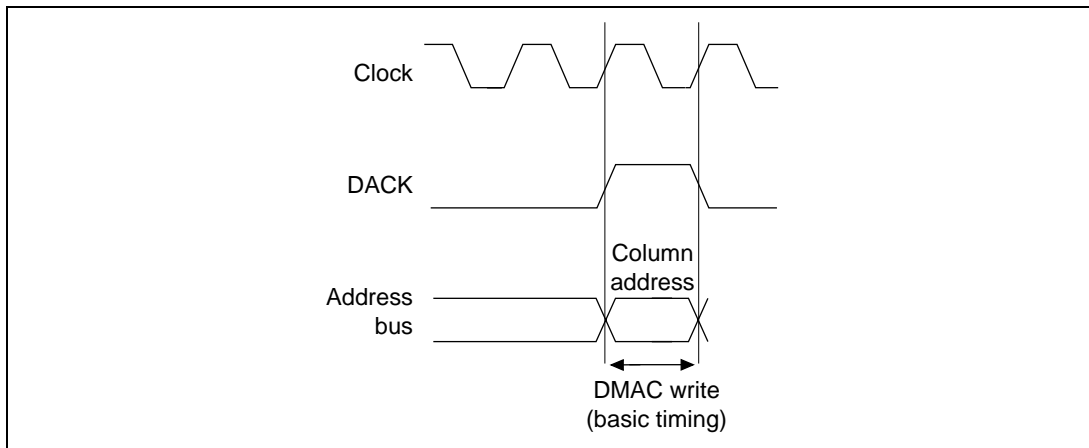 Clock
DACK
Column
address
Address
bus
DMAC write
(basic timing)